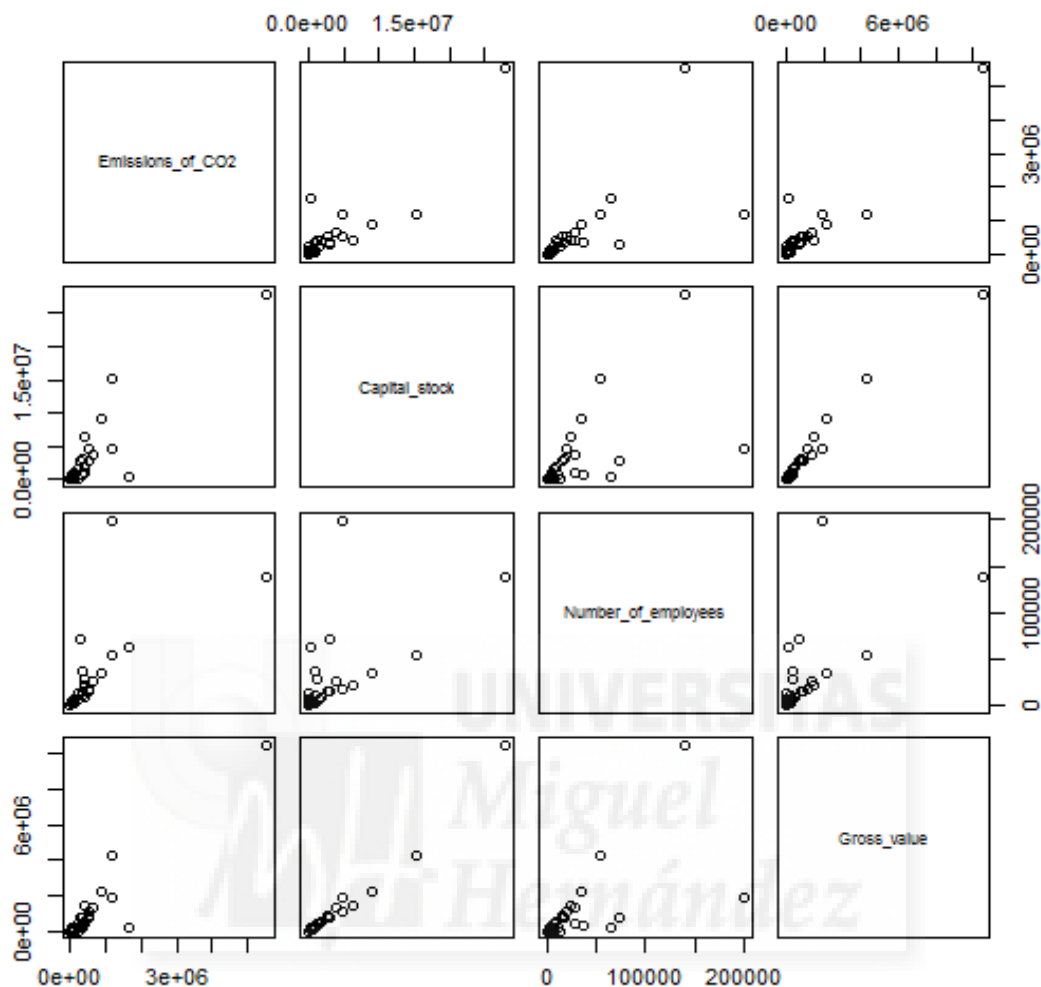 0.0e+00 1.5e+07 0e+00 6e+06
Emissions_of_CO2
0e+00 3e+06
0.0e+00 1.5e+07
Capital_stock
Number_of_employees
0 100000 200000
UNIVERSITAS
Miguel
Hernández
0e+00 6e+06
Gross_value
0e+00 3e+06 0 100000 200000